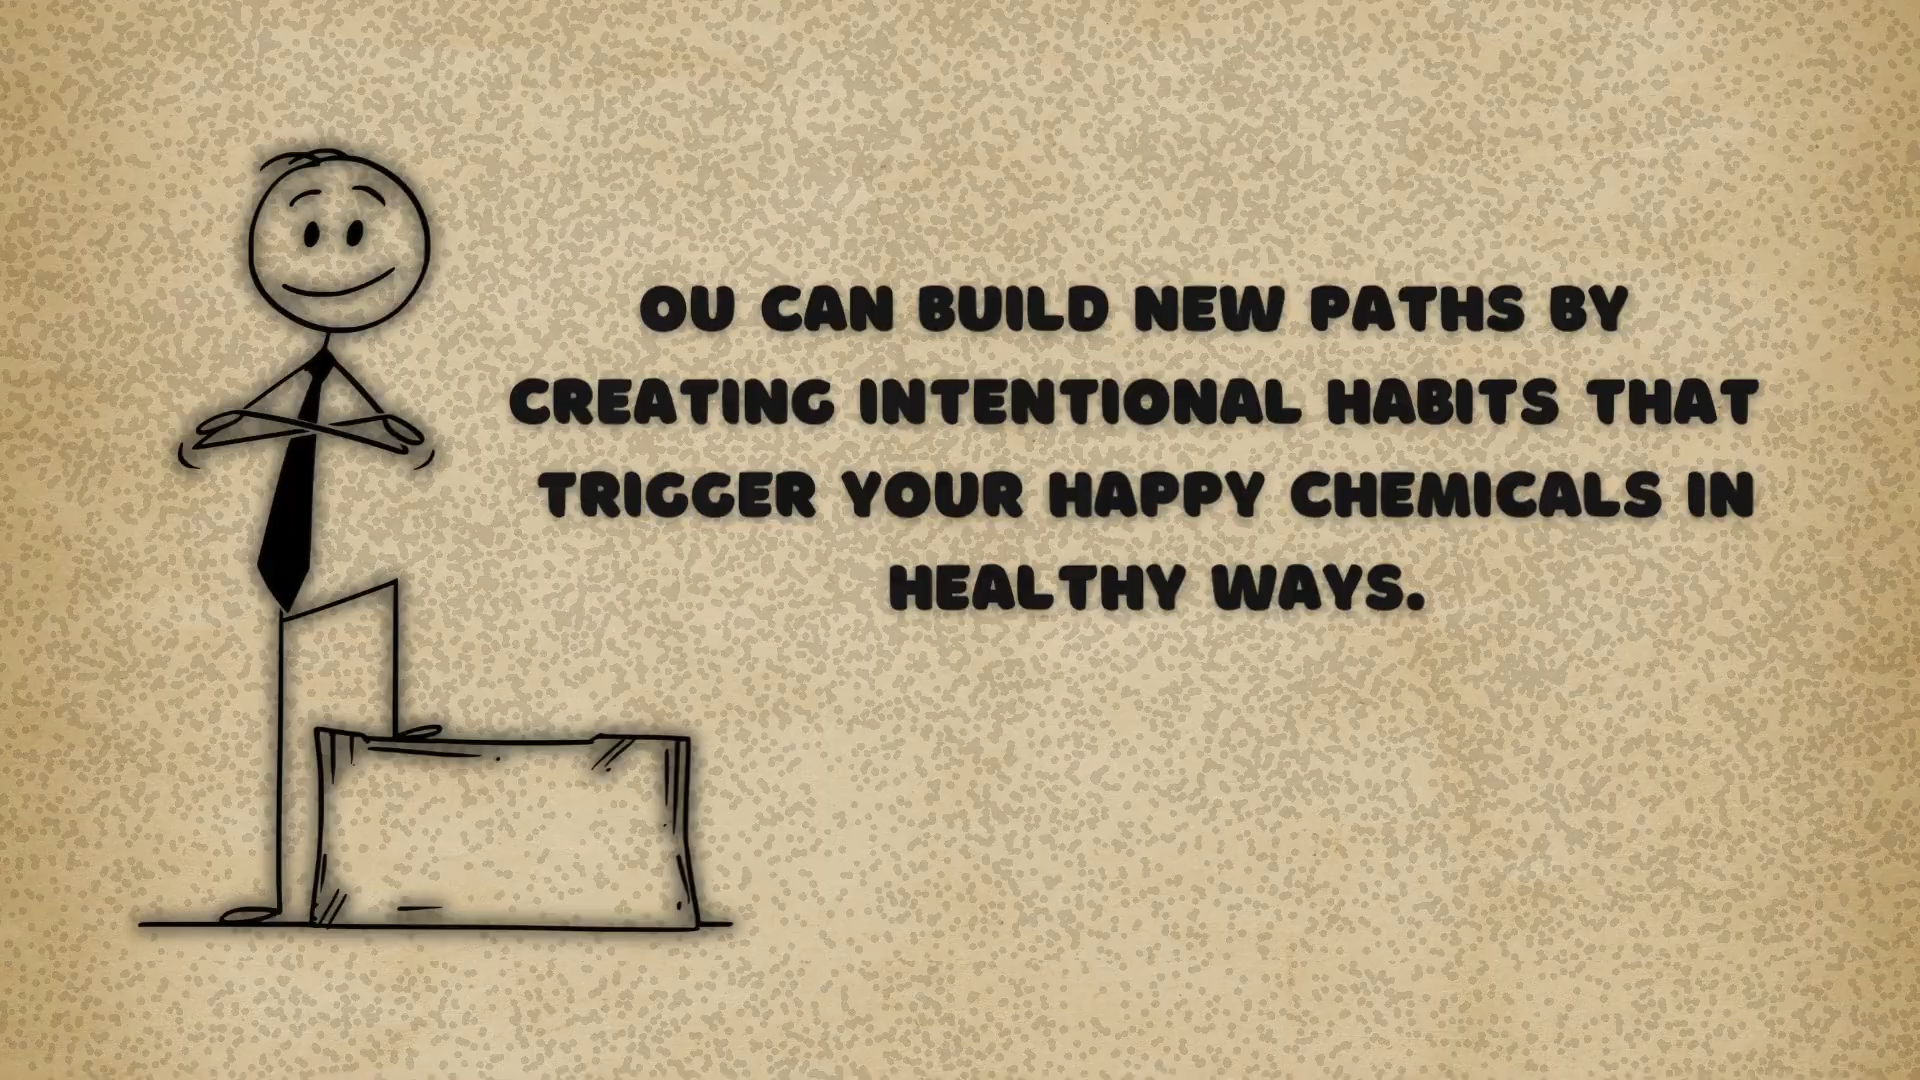 OU CAN BUILD NEW PATHS BY
CREATING INTENTIONAL HABITS THAT
TRIGGER YOUR HAPPY CHEMICALS IN
HEALTHY WAYS.